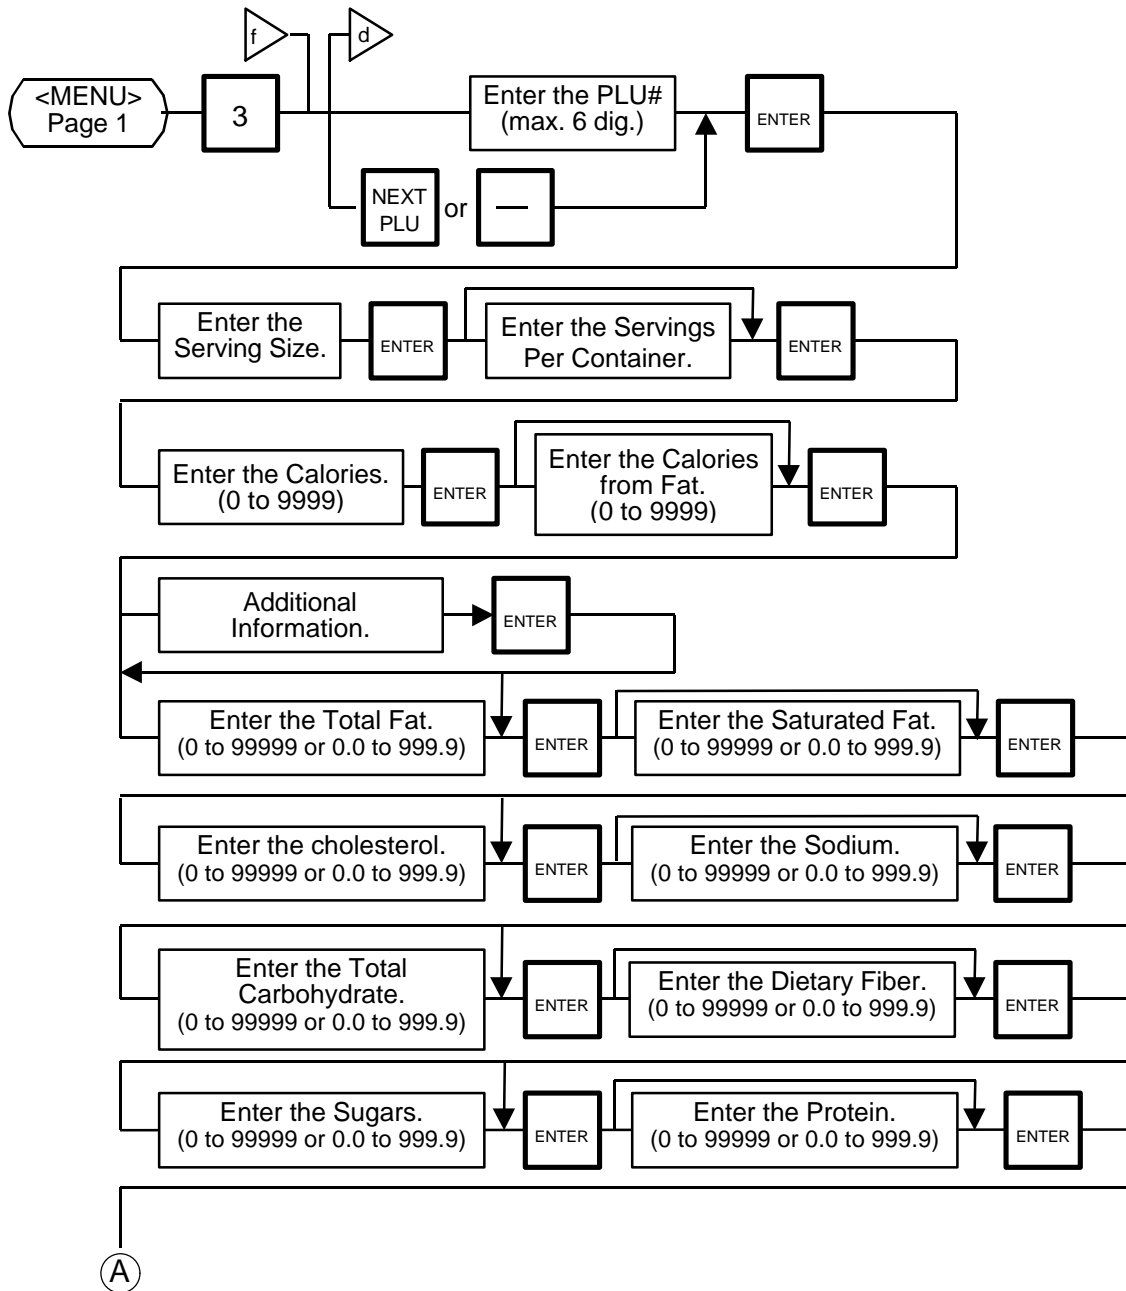 f
d
<MENU>
Page 1
3
Enter the PLU#
(max. 6 dig.)
ENTER
NEXT
PLU
or
—
Enter the
Serving Size.
ENTER
Enter the Servings
Per Container.
ENTER
Enter the Calories.
(0 to 9999)
ENTER
Enter the Calories
from Fat.
(0 to 9999)
ENTER
Additional
Information.
ENTER
Enter the Total Fat.
(0 to 99999 or 0.0 to 999.9)
ENTER
Enter the Saturated Fat.
(0 to 99999 or 0.0 to 999.9)
ENTER
Enter the cholesterol.
(0 to 99999 or 0.0 to 999.9)
ENTER
Enter the Sodium.
(0 to 99999 or 0.0 to 999.9)
ENTER
Enter the Total
Carbohydrate.
(0 to 99999 or 0.0 to 999.9)
ENTER
Enter the Dietary Fiber.
(0 to 99999 or 0.0 to 999.9)
ENTER
Enter the Sugars.
(0 to 99999 or 0.0 to 999.9)
ENTER
Enter the Protein.
(0 to 99999 or 0.0 to 999.9)
ENTER
A